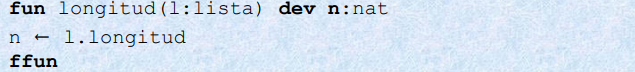 fun longitud(l:lista) dev n:nat
n ← l.longitud
ffun